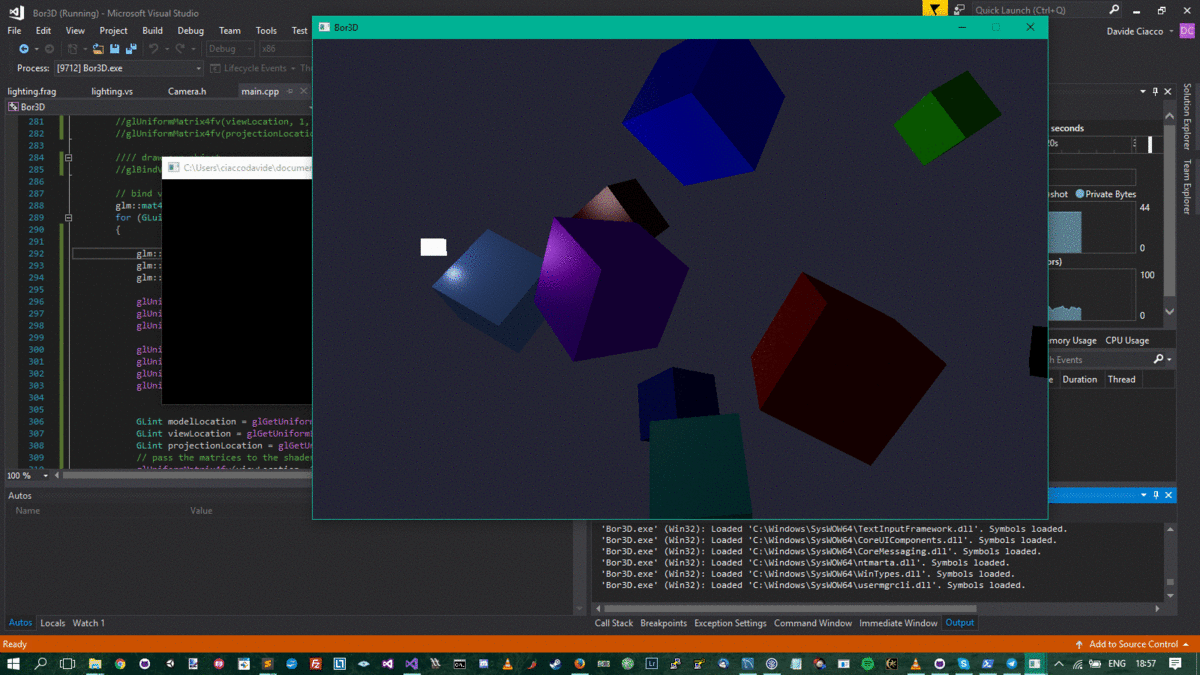 Bor3D (Running) - Microsoft Visual Studio
Quick Launch (Ctrl+Q)
File Edit View Project Build Debug Team Tools Test
Davide Ciacco
DC
Debug x86
Process: [9712] Bor3D.exe
Lifecycle Events
Bor3D
lighting.frag lighting.vs Camera.h main.cpp
Bor3D
281 //glUniformMatrix4fv(viewLocation, 1,
282 //glUniformMatrix4fv(projectionLocatio
283
284
285 //glBindV
286
287 // bind v
288 glm::mat4
289 for (GLui
290 {
291
292 glm::
293 glm::
294 glm::
295
296 glUni
297 glUni
298 glUni
299
300 glUni
301 glUni
302 glUni
303 glUni
304
305
306 GLint modelLocation = glGetUniform
307 GLint viewLocation = glGetUniform
308 GLint projectionLocation = glGetU
309 // pass the matrices to the shader
C:\Users\ciaccodavide\documen
100 %
Autos
Name Value
Autos Locals Watch 1
seconds
Private Bytes
44
0
100
0
Memory Usage CPU Usage
Events
Duration Thread
Solution Explorer
Team Explorer
'Bor3D.exe' (Win32): Loaded 'C:\Windows\SysWOW64\TextInputFramework.dll'. Symbols loaded.
'Bor3D.exe' (Win32): Loaded 'C:\Windows\SysWOW64\CoreUIComponents.dll'. Symbols loaded.
'Bor3D.exe' (Win32): Loaded 'C:\Windows\SysWOW64\CoreMessaging.dll'. Symbols loaded.
'Bor3D.exe' (Win32): Loaded 'C:\Windows\SysWOW64\ntmarta.dll'. Symbols loaded.
'Bor3D.exe' (Win32): Loaded 'C:\Windows\SysWOW64\WinTypes.dll'. Symbols loaded.
'Bor3D.exe' (Win32): Loaded 'C:\Windows\SysWOW64\usermgrcli.dll'. Symbols loaded.
Call Stack Breakpoints Exception Settings Command Window Immediate Window Output
Ready
Add to Source Control
ENG 18:57